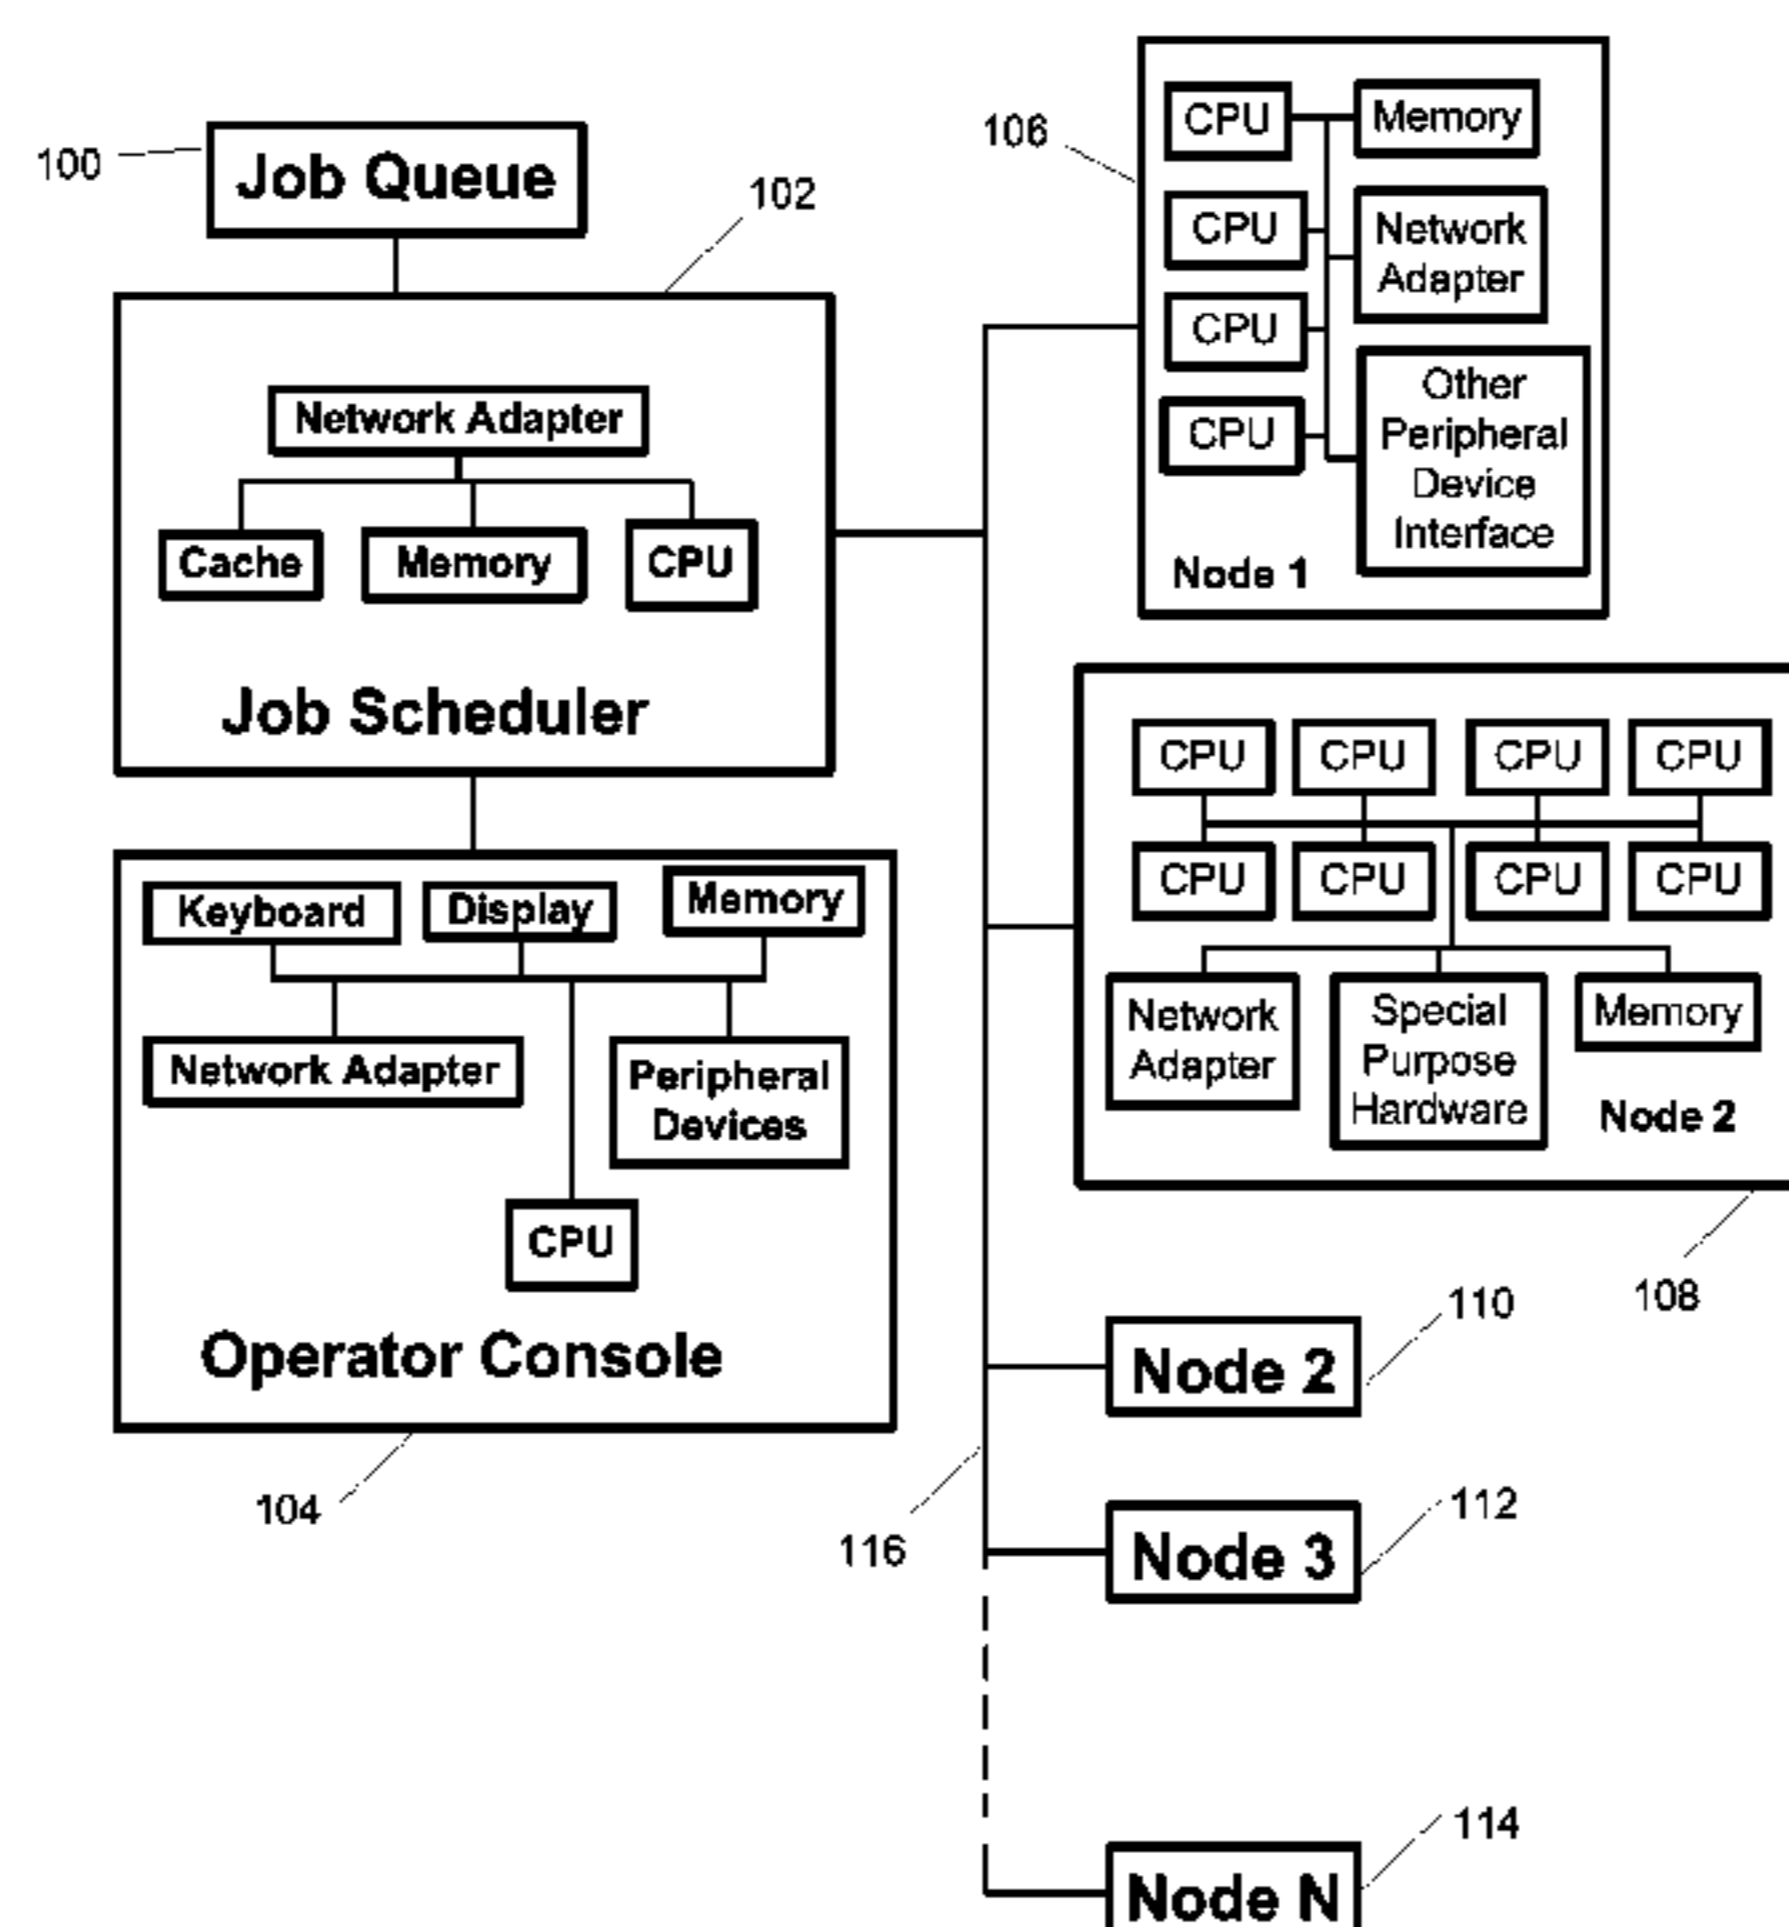 100
Job Queue
102
Network Adapter
Cache
Memory
CPU
Job Scheduler
Keyboard
Display
Memory
Network Adapter
Peripheral
Devices
CPU
Operator Console
104
106
CPU
Memory
CPU
Network
Adapter
CPU
CPU
Other
Peripheral
Device
Interface
Node 1
CPU
CPU
CPU
CPU
CPU
CPU
CPU
CPU
Network
Adapter
Special
Purpose
Hardware
Memory
Node 2
108
110
Node 2
116
112
Node 3
114
Node N